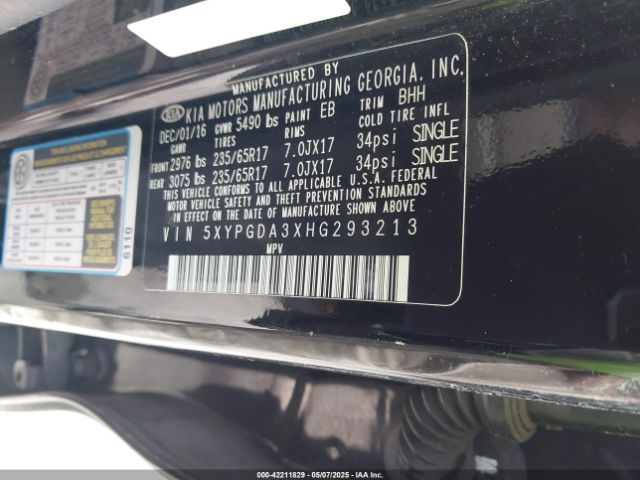 MANUFACTURED BY
KIA KIA MOTORS MANUFACTURING GEORGIA, INC.
DEC/01/16 GVWR 5490 lbs PAINT EB TRIM BHH
GAWR TIRES RIMS COLD TIRE INFL
FRONT 2976 lbs 235/65R17 7.0JX17 34psi SINGLE
REAR 3075 lbs 235/65R17 7.0JX17 34psi SINGLE
THIS VEHICLE CONFORMS TO ALL APPLICABLE U.S.A. FEDERAL
MOTOR VEHICLE SAFETY AND THEFT PREVENTION STANDARDS
IN EFFECT ON THE DATE OF MANUFACTURE SHOWN ABOVE
VIN 5XYPGDA3XHG293213
MPV
6110
000-42211829 - 05/07/2025 - IAAI, Inc.